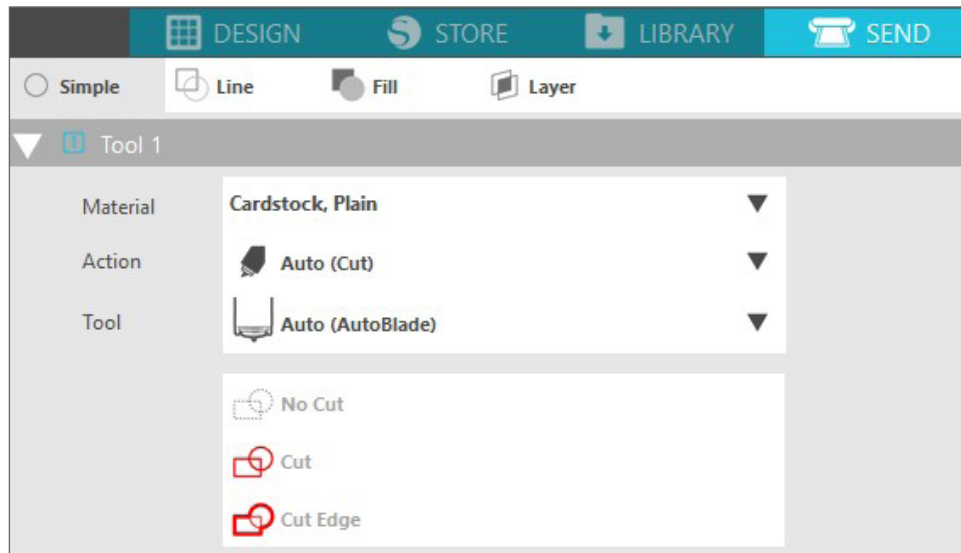 DESIGN STORE LIBRARY SEND
Simple Line Fill Layer
Tool 1
Material Cardstock, Plain
Action Auto (Cut)
Tool Auto (AutoBlade)
No Cut
Cut
Cut Edge